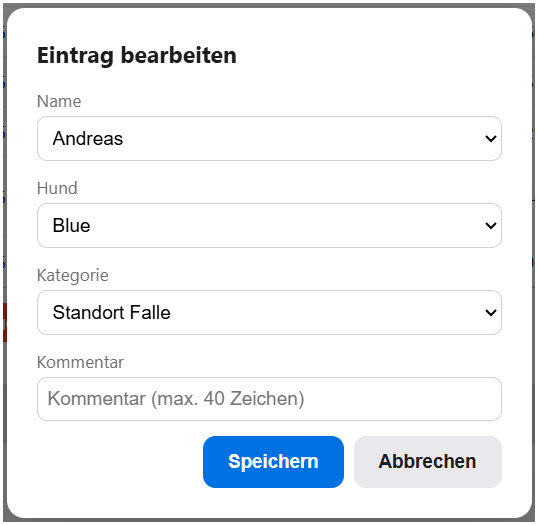 Eintrag bearbeiten
Name
Andreas
Hund
Blue
Kategorie
Standort Falle
Kommentar
Kommentar (max. 40 Zeichen)
Speichern Abbrechen